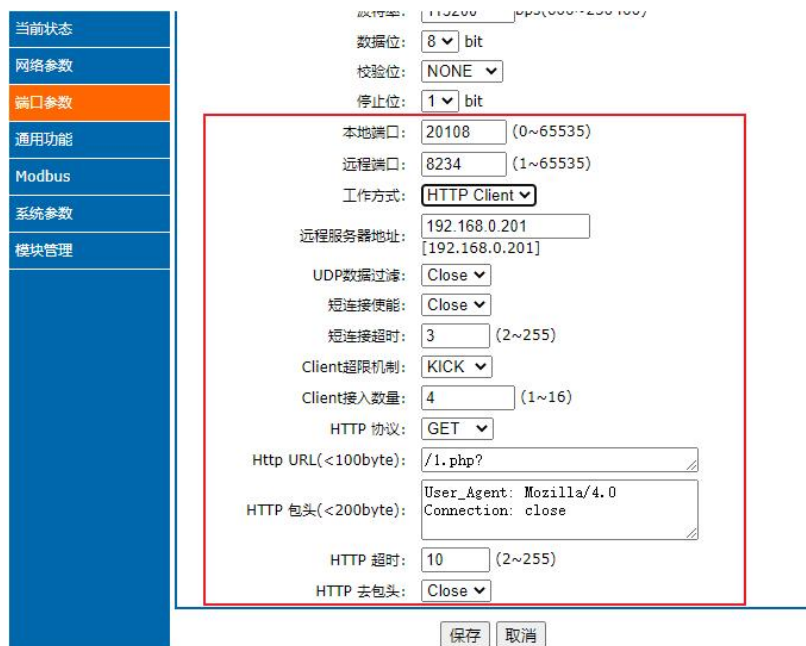 当前状态
网络参数
端口参数
通用功能
Modbus
系统参数
模块管理
数据位: 8 bit
校验位: NONE
停止位: 1 bit
本地端口: 20108 (0~65535)
远程端口: 8234 (1~65535)
工作方式: HTTP Client
远程服务器地址: 192.168.0.201
[192.168.0.201]
UDP数据过滤: Close
短连接使能: Close
短连接超时: 3 (2~255)
Client超限机制: KICK
Client接入数量: 4 (1~16)
HTTP 协议: GET
Http URL(<100byte): /1.php?
HTTP 包头(<200byte): User_Agent: Mozilla/4.0
Connection: close
HTTP 超时: 10 (2~255)
HTTP 去包头: Close
保存 取消